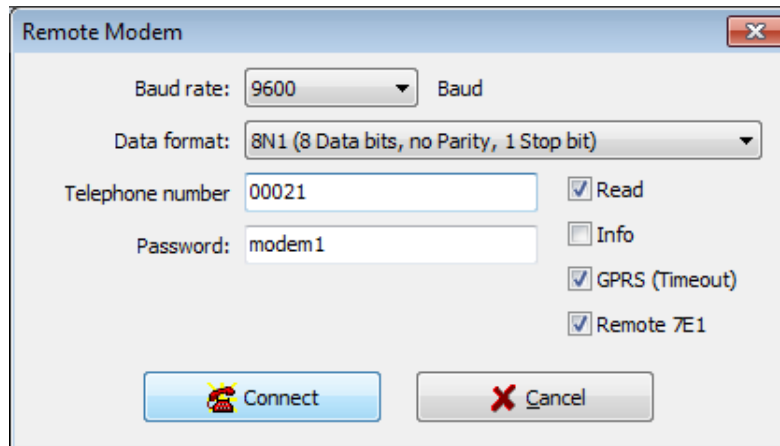 Remote Modem
Baud rate: 9600 Baud
Data format: 8N1 (8 Data bits, no Parity, 1 Stop bit)
Telephone number 00021 Read
Info
Password: modem1
GPRS (Timeout)
Remote 7E1
Connect Cancel